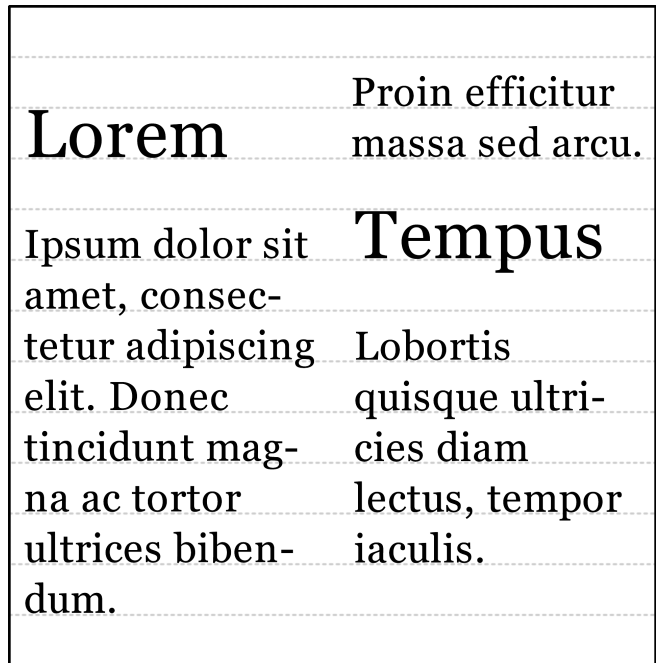 Lorem
Ipsum dolor sit
amet, consec-
tetur adipiscing
elit. Donec
tincidunt mag-
na ac tortor
ultrices biben-
dum.
Proin efficitur
massa sed arcu.
Tempus
Lobortis
quisque ultri-
cies diam
lectus, tempor
iaculis.